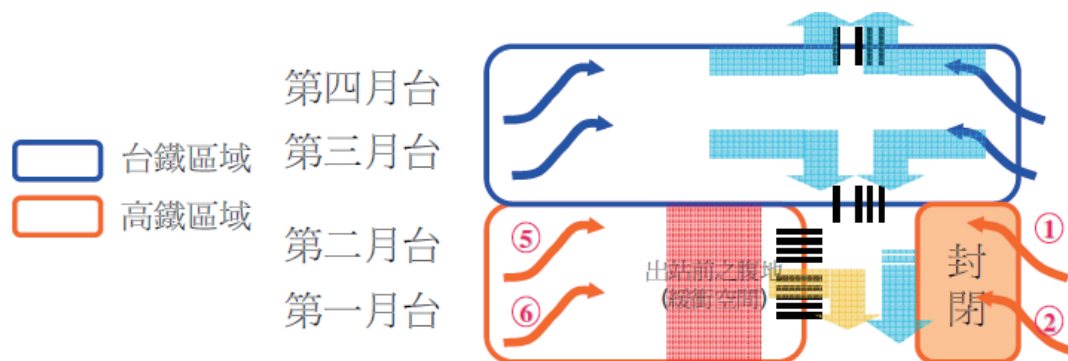 第四月台
第三月台
第二月台
第一月台
台鐵區域
高鐵區域
⑤
⑥
出站前之腹地
(緩衝空間)
封
閉
①
②